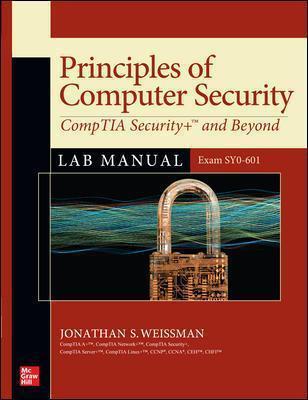 Principles of
Computer Security
CompTIA Security+™ and Beyond
LAB MANUAL Exam SY0-601
JONATHAN S. WEISSMAN
CompTIA A+™, CompTIA Network+™, CompTIA Security+,
CompTIA Server+™, CompTIA Linux+™, CCNP®, CCNA®, CEH™, CHFI™
Mc
Graw
Hill